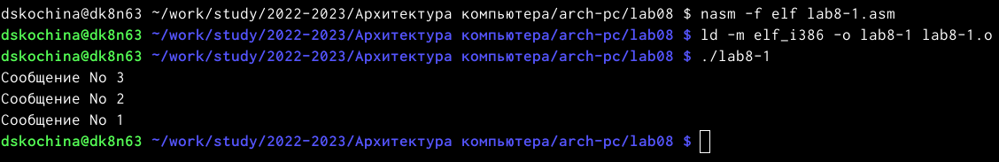 dskochina@dk8n63 ~/work/study/2022-2023/Архитектура компьютера/arch-pc/lab08 $ nasm -f elf lab8-1.asm
dskochina@dk8n63 ~/work/study/2022-2023/Архитектура компьютера/arch-pc/lab08 $ ld -m elf_i386 -o lab8-1 lab8-1.o
dskochina@dk8n63 ~/work/study/2022-2023/Архитектура компьютера/arch-pc/lab08 $ ./lab8-1
Сообщение No 3
Сообщение No 2
Сообщение No 1
dskochina@dk8n63 ~/work/study/2022-2023/Архитектура компьютера/arch-pc/lab08 $